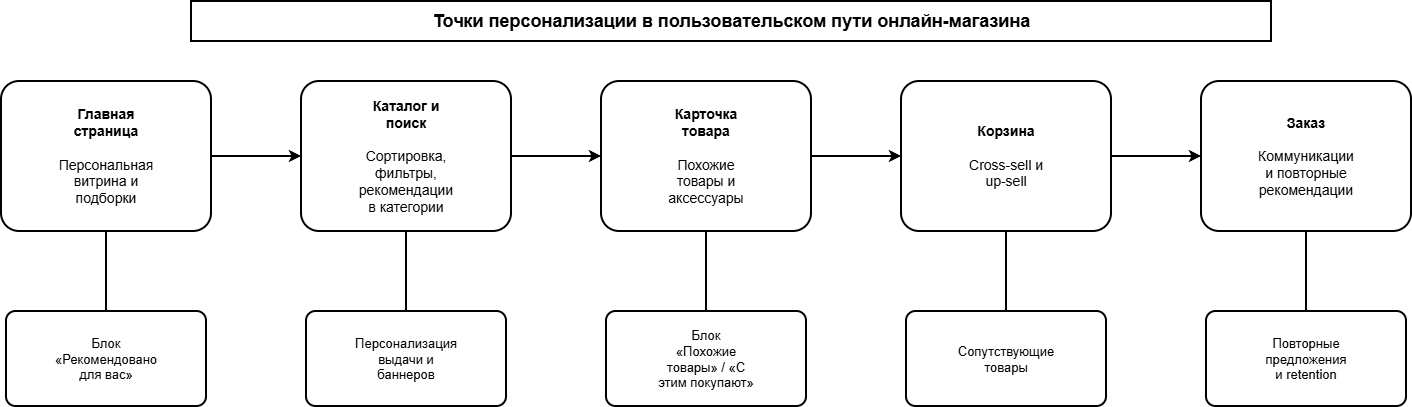 Точки персонализации в пользовательском пути онлайн-магазина
Главная
страница
Персональная
витрина и
подборки
Каталог и
поиск
Сортировка,
фильтры,
рекомендации
в категории
Карточка
товара
Похожие
товары и
аксессуары
Корзина
Cross-sell и
up-sell
Заказ
Коммуникации
и повторные
рекомендации
Блок
«Рекомендовано
для вас»
Персонализация
выдачи и
баннеров
Блок
«Похожие
товары» / «С
этим покупают»
Сопутствующие
товары
Повторные
предложения
и retention